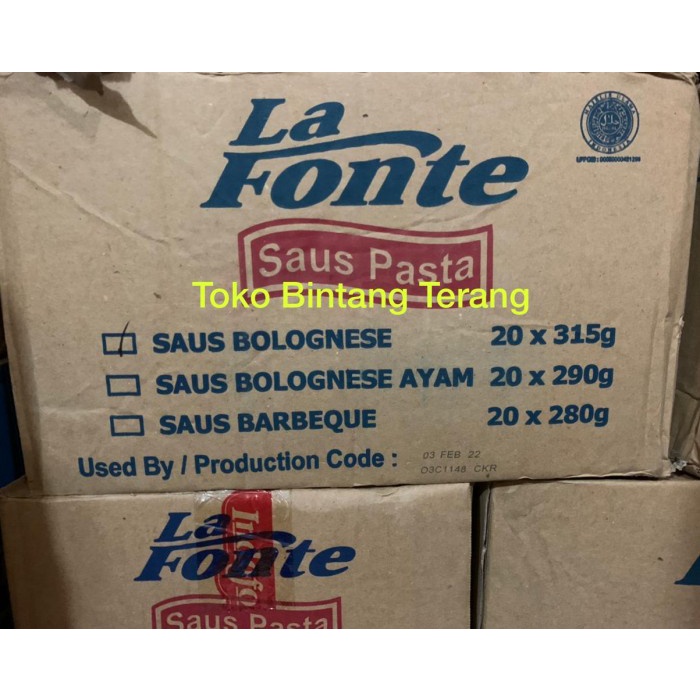 La
Fonte
Saus Pasta
Toko Bintang Terang
SAUS BOLOGNESE 20 x 315g
SAUS BOLOGNESE AYAM 20 x 290g
SAUS BARBEQUE 20 x 280g
Used By / Production Code : 03 FEB 22
O3C1148 CKR
La
Fonte
Saus Pasta